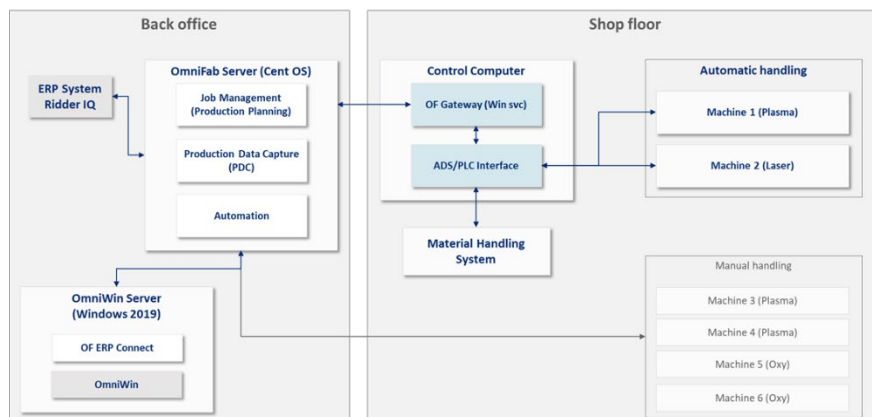 Back office
OmniFab Server (Cent OS)
ERP System
Ridder IQ
Job Management
(Production Planning)
Production Data Capture
(PDC)
Automation
OmniWin Server
(Windows 2019)
OF ERP Connect
OmniWin
Shop floor
Control Computer
OF Gateway (Win svc)
ADS/PLC Interface
Material Handling
System
Automatic handling
Machine 1 (Plasma)
Machine 2 (Laser)
Manual handling
Machine 3 (Plasma)
Machine 4 (Plasma)
Machine 5 (Oxy)
Machine 6 (Oxy)